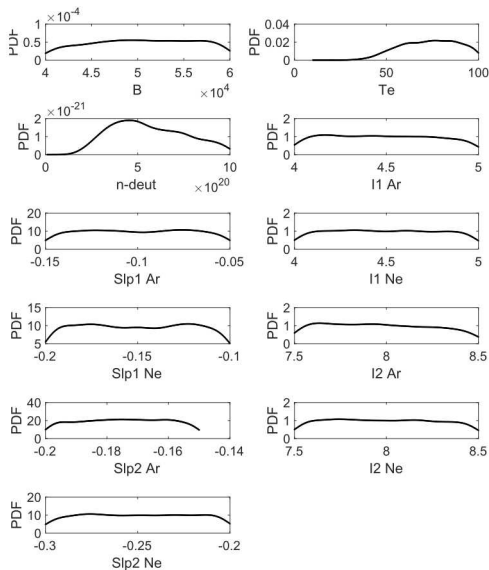 ×10-4
PDF
1
0.5
0
4 4.5 5 5.5 6
B
×104
PDF
0.04
0.02
0
0 50 100
Te
×10-21
PDF
2
1
0
0 5 10
n-deut
×1020
PDF
2
1
0
4 4.5 5
I1 Ar
PDF
20
10
0
-0.15 -0.1 -0.05
Slp1 Ar
PDF
2
1
0
4 4.5 5
I1 Ne
PDF
15
10
5
-0.2 -0.15 -0.1
Slp1 Ne
PDF
2
1
0
7.5 8 8.5
I2 Ar
PDF
40
20
0
-0.2 -0.18 -0.16 -0.14
Slp2 Ar
PDF
2
1
0
7.5 8 8.5
I2 Ne
PDF
20
10
0
-0.3 -0.25 -0.2
Slp2 Ne